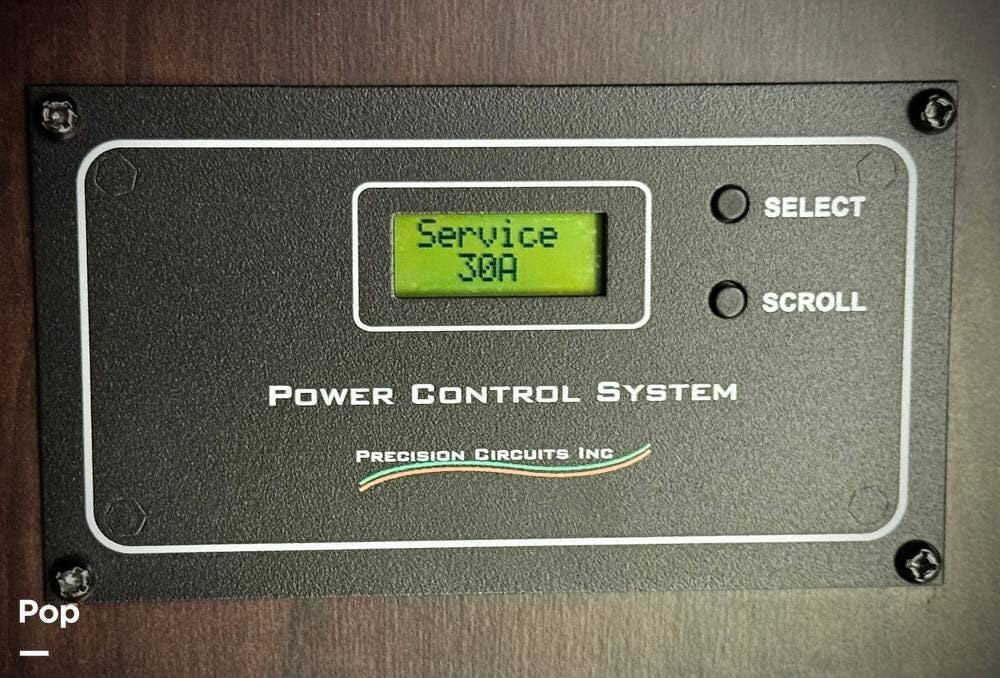 Service
30A
SELECT
SCROLL
POWER CONTROL SYSTEM
PRECISION CIRCUITS INC
Pop